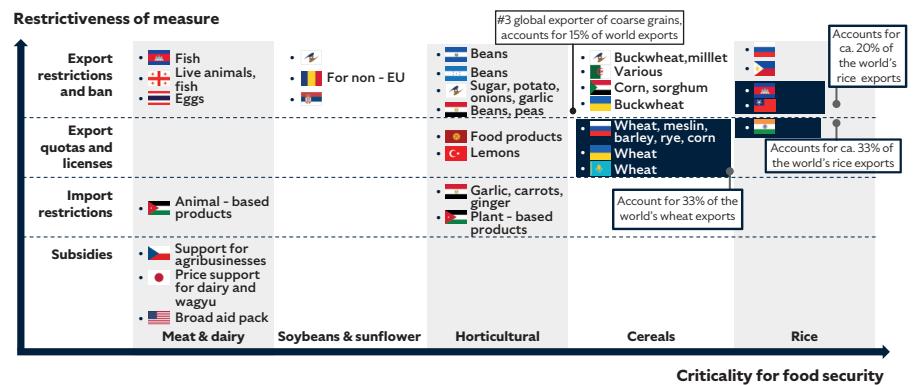 Restrictiveness of measure
#3 global exporter of coarse grains,
accounts for 15% of world exports
Accounts for
ca. 20% of
the world's
rice exports
Export
restrictions
and ban
• Fish
• Live animals,
fish
• Eggs
•
• For non - EU
•
• Beans
• Beans
• Sugar, potato,
onions, garlic
• Beans, peas
• Buckwheat,milllet
• Various
• Corn, sorghum
• Buckwheat
•
•
•
•
Export
quotas and
licenses
• Food products
• Lemons
• Wheat, meslin,
barley, rye, corn
• Wheat
• Wheat
•
Accounts for ca. 33% of
the world's rice exports
Account for 33% of the
world's wheat exports
Import
restrictions
• Animal - based
products
• Garlic, carrots,
ginger
• Plant - based
products
Subsidies
• Support for
agribusinesses
• Price support
for dairy and
wagyu
• Broad aid pack
Meat & dairy
Soybeans & sunflower
Horticultural
Cereals
Rice
Criticality for food security